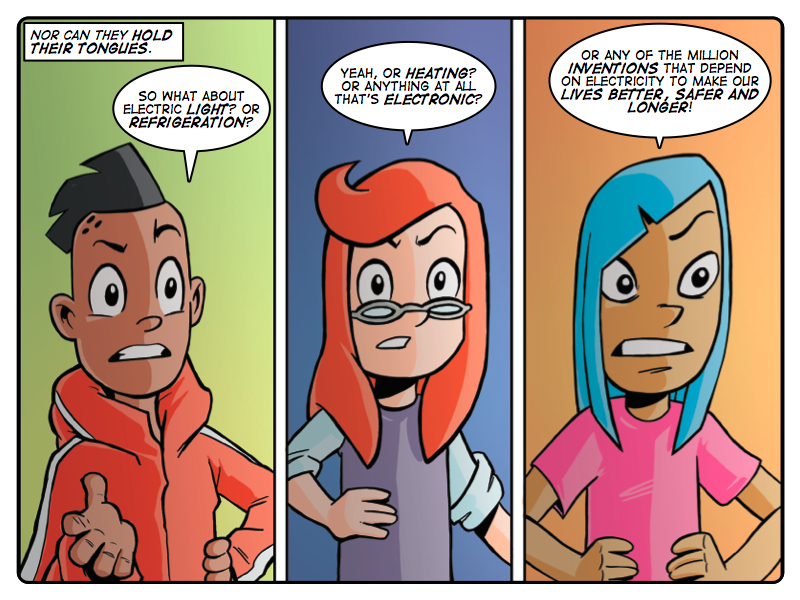 NOR CAN THEY HOLD
THEIR TONGUES.
SO WHAT ABOUT
ELECTRIC LIGHT? OR
REFRIGERATION?
YEAH, OR HEATING?
OR ANYTHING AT ALL
THAT'S ELECTRONIC?
OR ANY OF THE MILLION
INVENTIONS THAT DEPEND
ON ELECTRICITY TO MAKE OUR
LIVES BETTER, SAFER AND
LONGER!